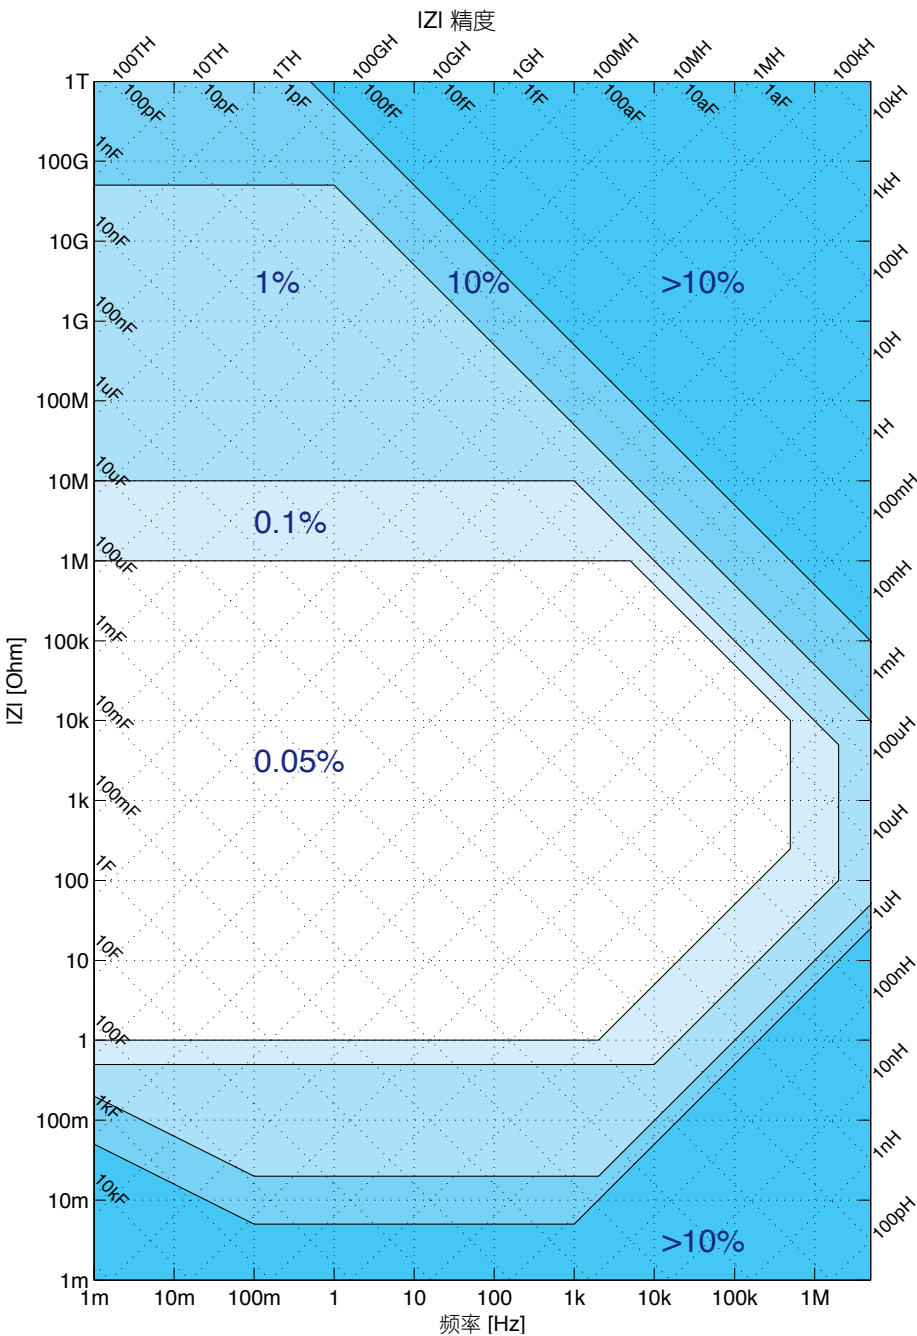 |Z| 精度
100TH
10TH
1TH
100GH
10GH
1GH
100MH
10MH
1MH
100kH
1T
100pF
10pF
1pF
100fF
10fF
1fF
100aF
10aF
1aF
10kH
1nF
100G
1kH
10nF
10G
100H
1%
10%
>10%
100nF
1G
10H
1uF
100M
1H
10uF
10M
100mH
0.1%
100uF
1M
10mH
1mF
100k
1mH
|Z| [Ohm]
10mF
10k
100uH
0.05%
100mF
1k
10uH
1F
100
1uH
10F
10
100nH
100F
1
10nH
1kF
100m
1nH
10kF
10m
100pH
>10%
1m
1m
10m
100m
1
10
100
1k
10k
100k
1M
频率 [Hz]